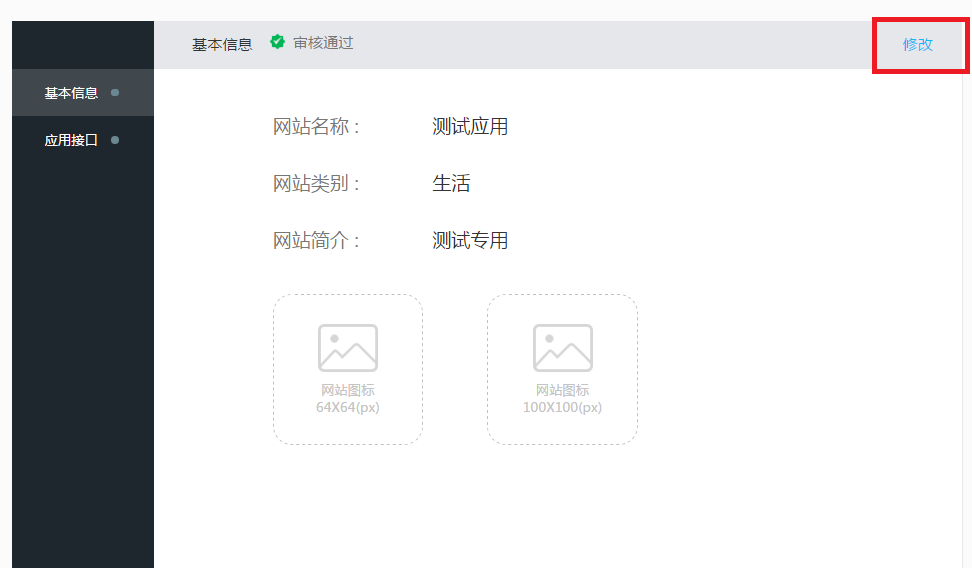 基本信息 审核通过 修改
基本信息
应用接口
网站名称： 测试应用
网站类别： 生活
网站简介： 测试专用
网站图标
64X64(px)
网站图标
100X100(px)